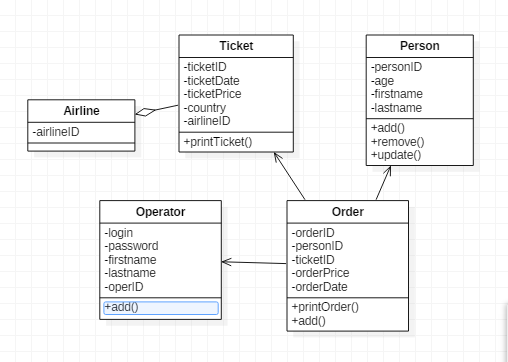 Ticket
-ticketID
-ticketDate
-ticketPrice
-country
-airlineID
+printTicket()
Person
-personID
-age
-firstname
-lastname
+add()
+remove()
+update()
Airline
-airlineID
Operator
-login
-password
-firstname
-lastname
-operID
+add()
Order
-orderID
-personID
-ticketID
-orderPrice
-orderDate
+printOrder()
+add()